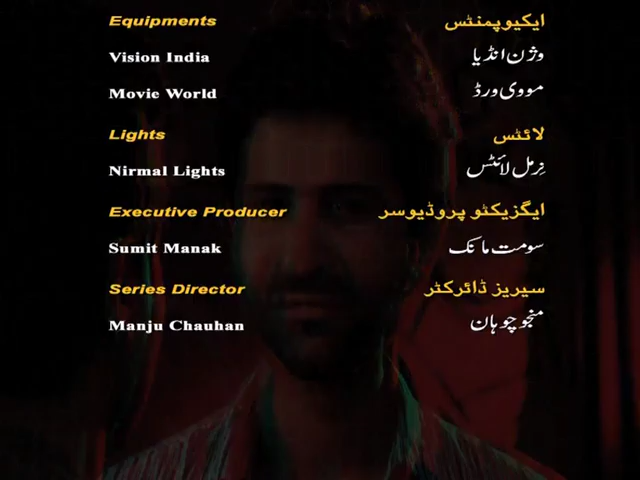 Equipments ایکیوپمنٹس
Vision India وژن انڈیا
Movie World مووی ورڈ
Lights لائٹس
Nirmal Lights نِرمل لائٹس
Executive Producer ایگزیکٹو پروڈیوسر
Sumit Manak سومت مانک
Series Director سیریز ڈائرکٹر
Manju Chauhan منجو چوہان